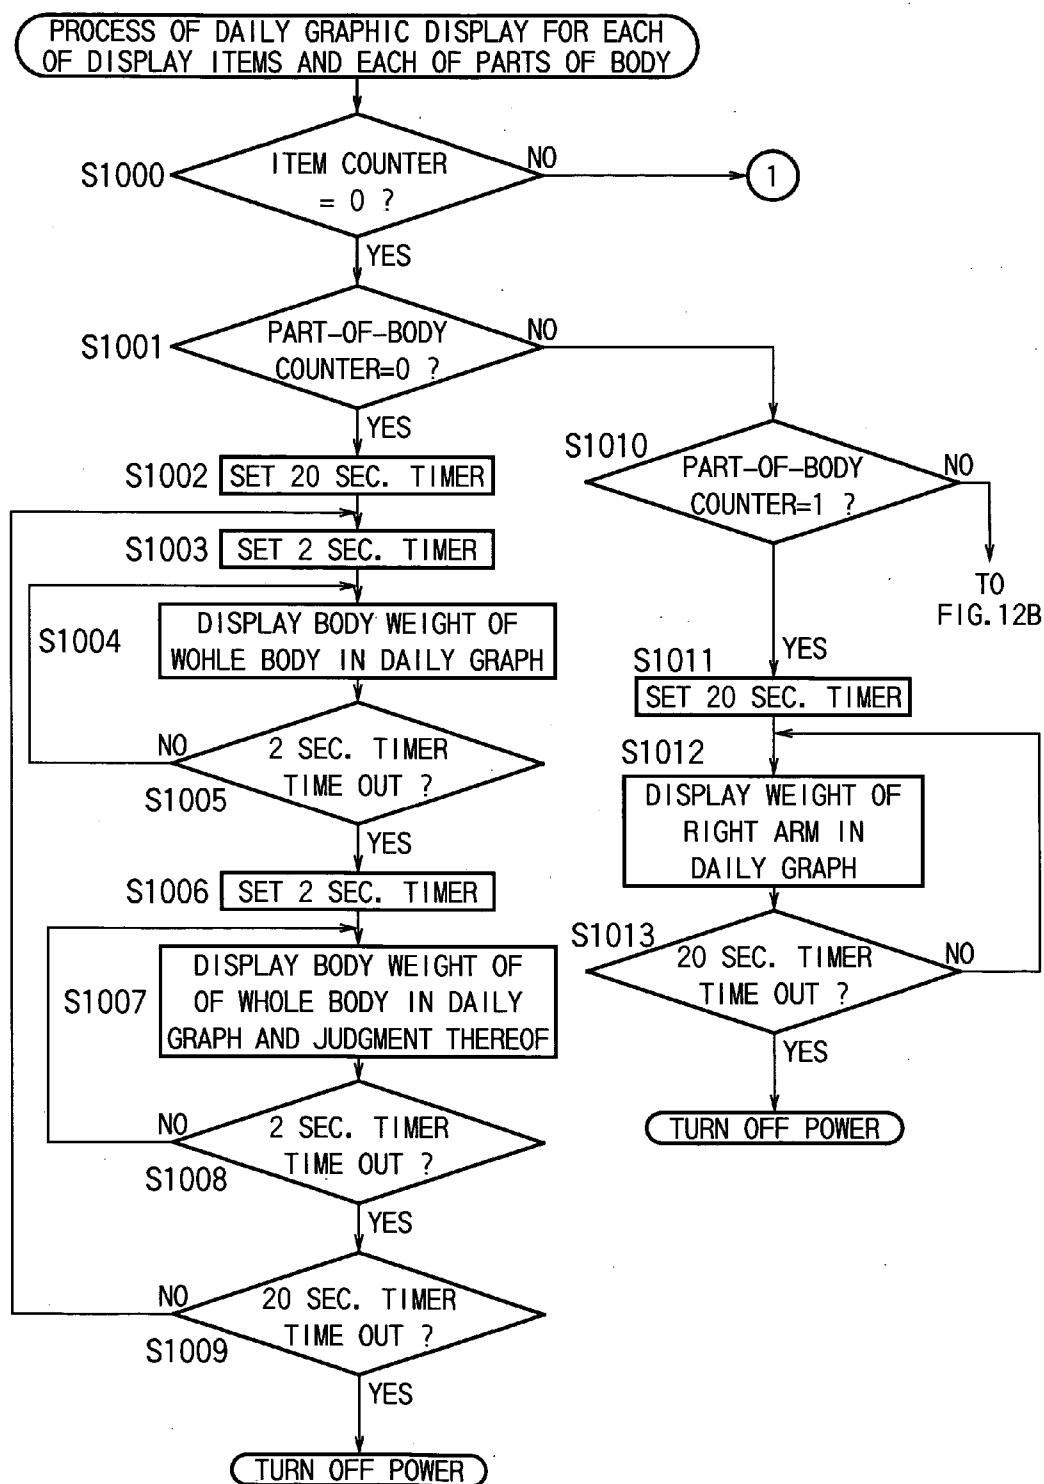 PROCESS OF DAILY GRAPHIC DISPLAY FOR EACH
OF DISPLAY ITEMS AND EACH OF PARTS OF BODY
S1000
ITEM COUNTER
= 0 ?
NO
1
YES
S1001
PART-OF-BODY
COUNTER=0 ?
NO
YES
S1002
SET 20 SEC. TIMER
S1003
SET 2 SEC. TIMER
S1004
DISPLAY BODY WEIGHT OF
WOHLE BODY IN DAILY GRAPH
NO
2 SEC. TIMER
TIME OUT ?
S1005
YES
S1006
SET 2 SEC. TIMER
S1007
DISPLAY BODY WEIGHT OF
OF WHOLE BODY IN DAILY
GRAPH AND JUDGMENT THEREOF
NO
2 SEC. TIMER
TIME OUT ?
S1008
YES
NO
20 SEC. TIMER
TIME OUT ?
S1009
YES
TURN OFF POWER
S1010
PART-OF-BODY
COUNTER=1 ?
NO
TO
FIG.12B
YES
S1011
SET 20 SEC. TIMER
S1012
DISPLAY WEIGHT OF
RIGHT ARM IN
DAILY GRAPH
S1013
20 SEC. TIMER
TIME OUT ?
NO
YES
TURN OFF POWER